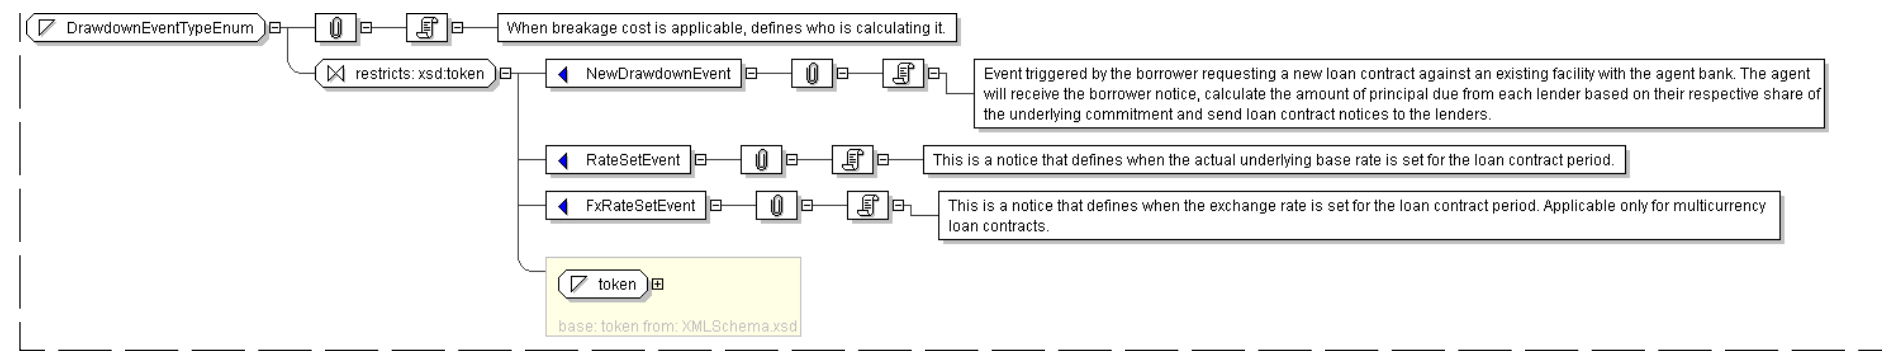 DrawdownEventTypeEnum
When breakage cost is applicable, defines who is calculating it.
restricts: xsd:token
NewDrawdownEvent
Event triggered by the borrower requesting a new loan contract against an existing facility with the agent bank. The agent
will receive the borrower notice, calculate the amount of principal due from each lender based on their respective share of
the underlying commitment and send loan contract notices to the lenders.
RateSetEvent
This is a notice that defines when the actual underlying base rate is set for the loan contract period.
FxRateSetEvent
This is a notice that defines when the exchange rate is set for the loan contract period. Applicable only for multicurrency
loan contracts.
token
base: token from: XMLSchema.xsd